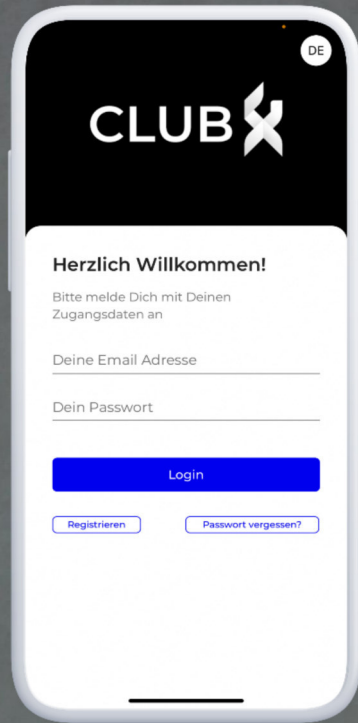 DE
CLUB X
Herzlich Willkommen!
Bitte melde Dich mit Deinen
Zugangsdaten an
Deine Email Adresse
Dein Passwort
Login
Registrieren
Passwort vergessen?